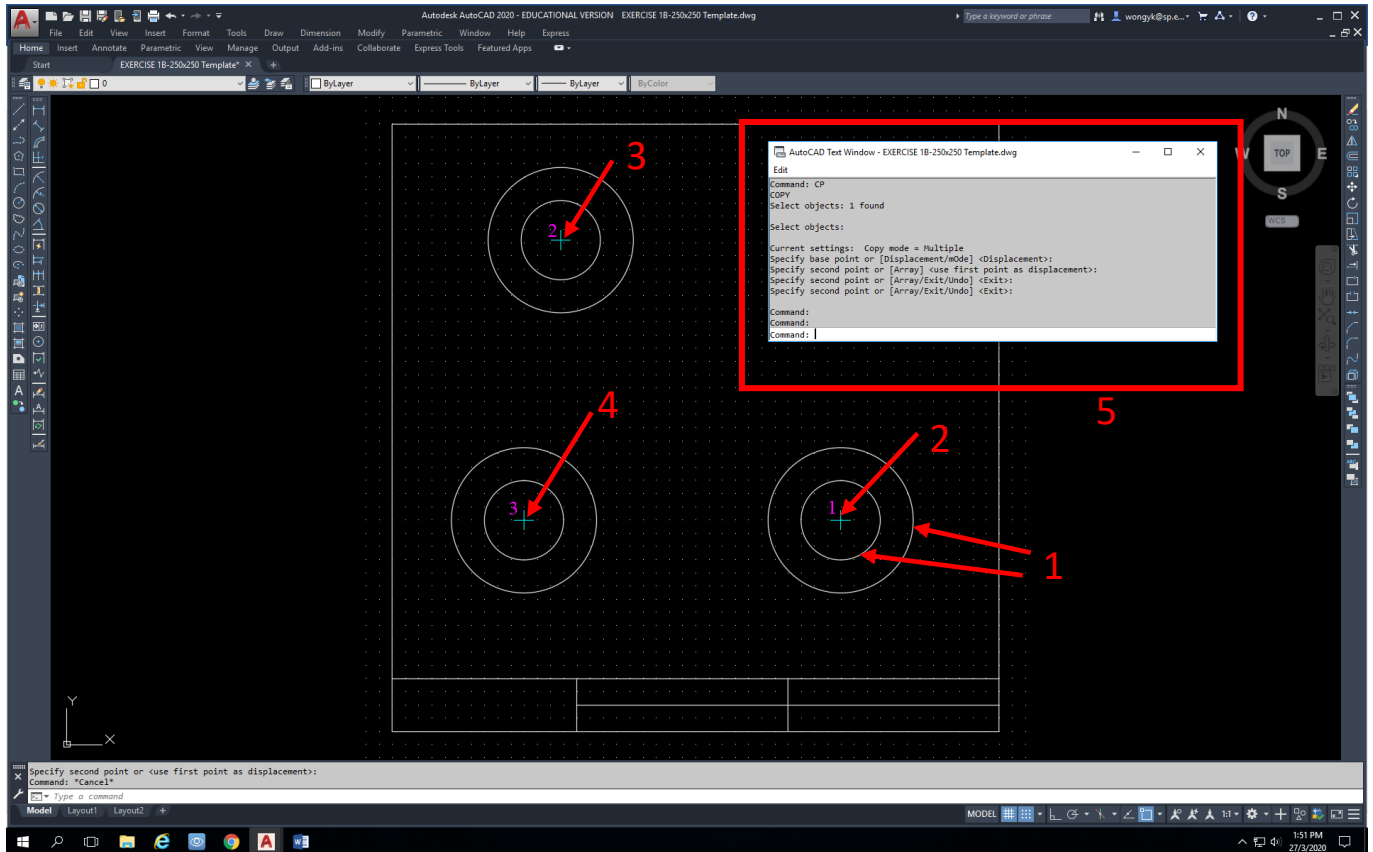 Autodesk AutoCAD 2020 - EDUCATIONAL VERSION EXERCISE 1B-250x250 Template.dwg
Type a keyword or phrase
wongyk@sp.e...
File Edit View Insert Format Tools Draw Dimension Modify Parametric Window Help Express
Home Insert Annotate Parametric View Manage Output Add-ins Collaborate Express Tools Featured Apps
Start EXERCISE 1B-250x250 Template*
0 ByLayer ByLayer ByLayer ByColor
N
W TOP E
S
WCS
AutoCAD Text Window - EXERCISE 1B-250x250 Template.dwg
Edit
Command: CP
COPY
Select objects: 1 found
Select objects:
Current settings: Copy mode = Multiple
Specify base point or [Displacement/mOde] <Displacement>:
Specify second point or [Array] <use first point as displacement>:
Specify second point or [Array/Exit/Undo] <Exit>:
Specify second point or [Array/Exit/Undo] <Exit>:
Command:
Command:
Command:
3
2
5
4
2
3
1
1
Y
X
Specify second point or <use first point as displacement>:
Command: *Cancel*
Type a command
Model Layout1 Layout2 +
MODEL 1:1
1:51 PM
27/3/2020